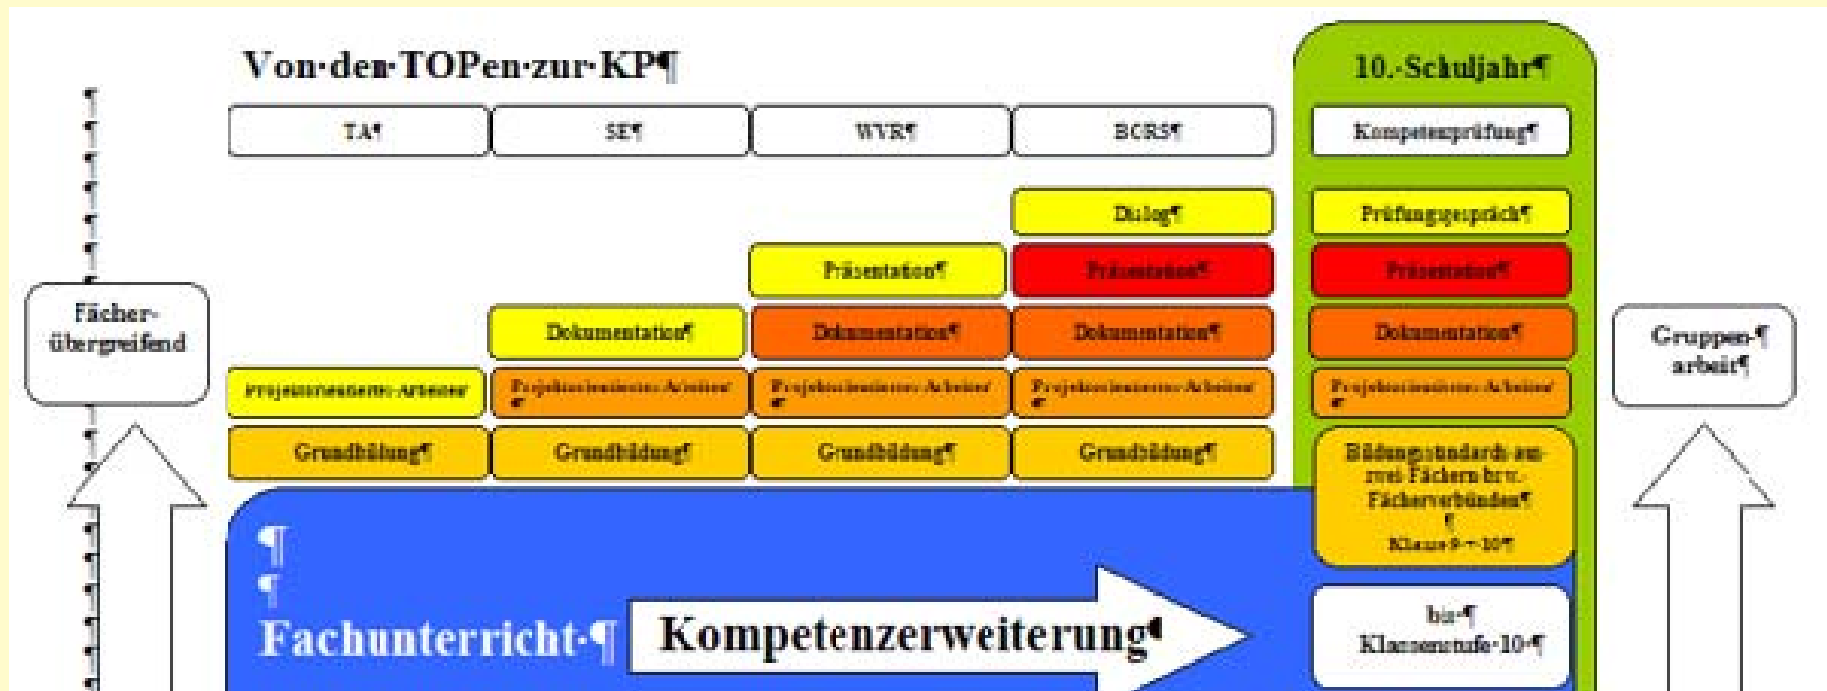 Von·den·TOPen·zur·KP¶
10.·Schuljahr¶
TA¶
SE¶
WVR¶
BORS¶
Kompetenzprüfung¶
Dialog¶
Prüfungsgespräch¶
Präsentation¶
Präsentation¶
Präsentation¶
Fächer-
übergreifend
Dokumentation¶
Dokumentation¶
Dokumentation¶
Dokumentation¶
Gruppen-¶
arbeit¶
Projektorientiertes·Arbeiten¶
Projektorientiertes·Arbeiten¶
Projektorientiertes·Arbeiten¶
Projektorientiertes·Arbeiten¶
Projektorientiertes·Arbeiten¶
Grundbildung¶
Grundbildung¶
Grundbildung¶
Grundbildung¶
Bildungsstandards·aus·
zwei·Fächern·bzw.·
Fächerverbünden¶
¶
Klasse·9·+·10¶
¶
¶
Fachunterricht·¶
Kompetenzerweiterung¶
bis·¶
Klassenstufe·10·¶